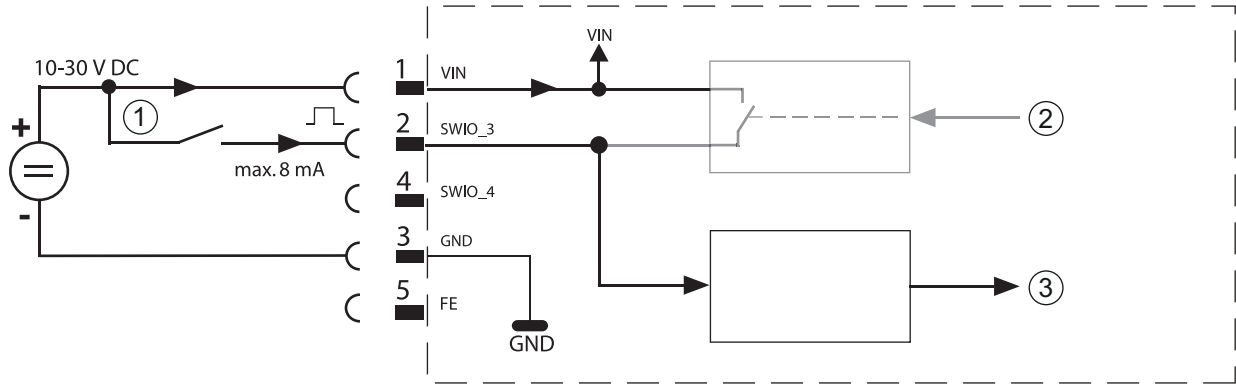 VIN
10-30 V DC
1 VIN
①
②
+
2 SWIO_3
max. 8 mA
4 SWIO_4
-
3 GND
③
5 FE
GND